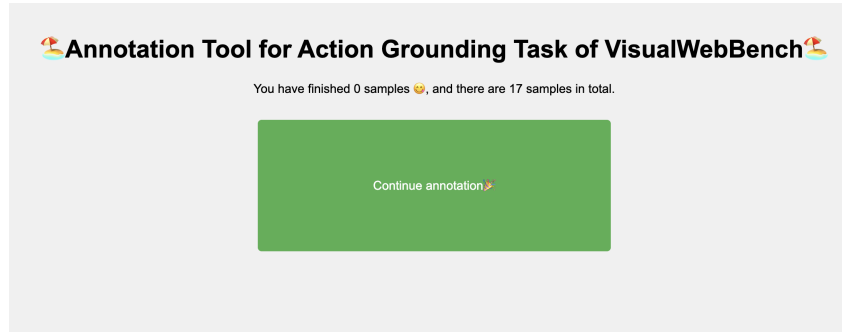 🏖️Annotation Tool for Action Grounding Task of VisualWebBench🏖️
You have finished 0 samples 😋, and there are 17 samples in total.
Continue annotation🎉